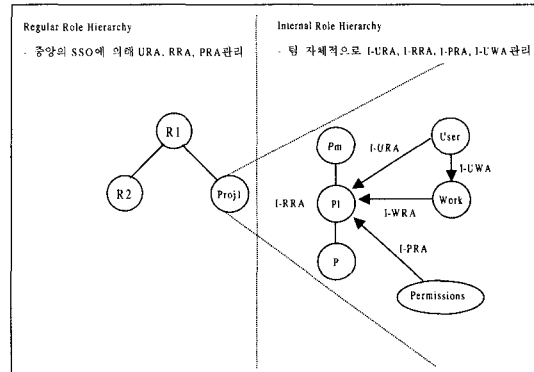 Regular Role Hierarchy
- 중앙의 SSO에 의해 URA, RRA, PRA관리
Internal Role Hierarchy
- 팀 자체적으로 I-URA, I-RRA, I-PRA, I-UWA관리
R1
R2
Proj1
Pm
User
I-URA
I-UWA
I-RRA
Pl
Work
I-WRA
P
I-PRA
Permissions